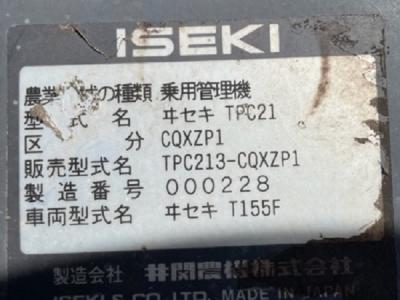 ISEKI
農業機械の種類 乗用管理機
型式名 ヰセキ TPC21
区分 CQXZP1
販売型式名 TPC213-CQXZP1
製造番号 000228
車両型式名 ヰセキ T155F
製造会社 井関農機株式会社
ISEKI & CO., LTD. MADE IN JAPAN